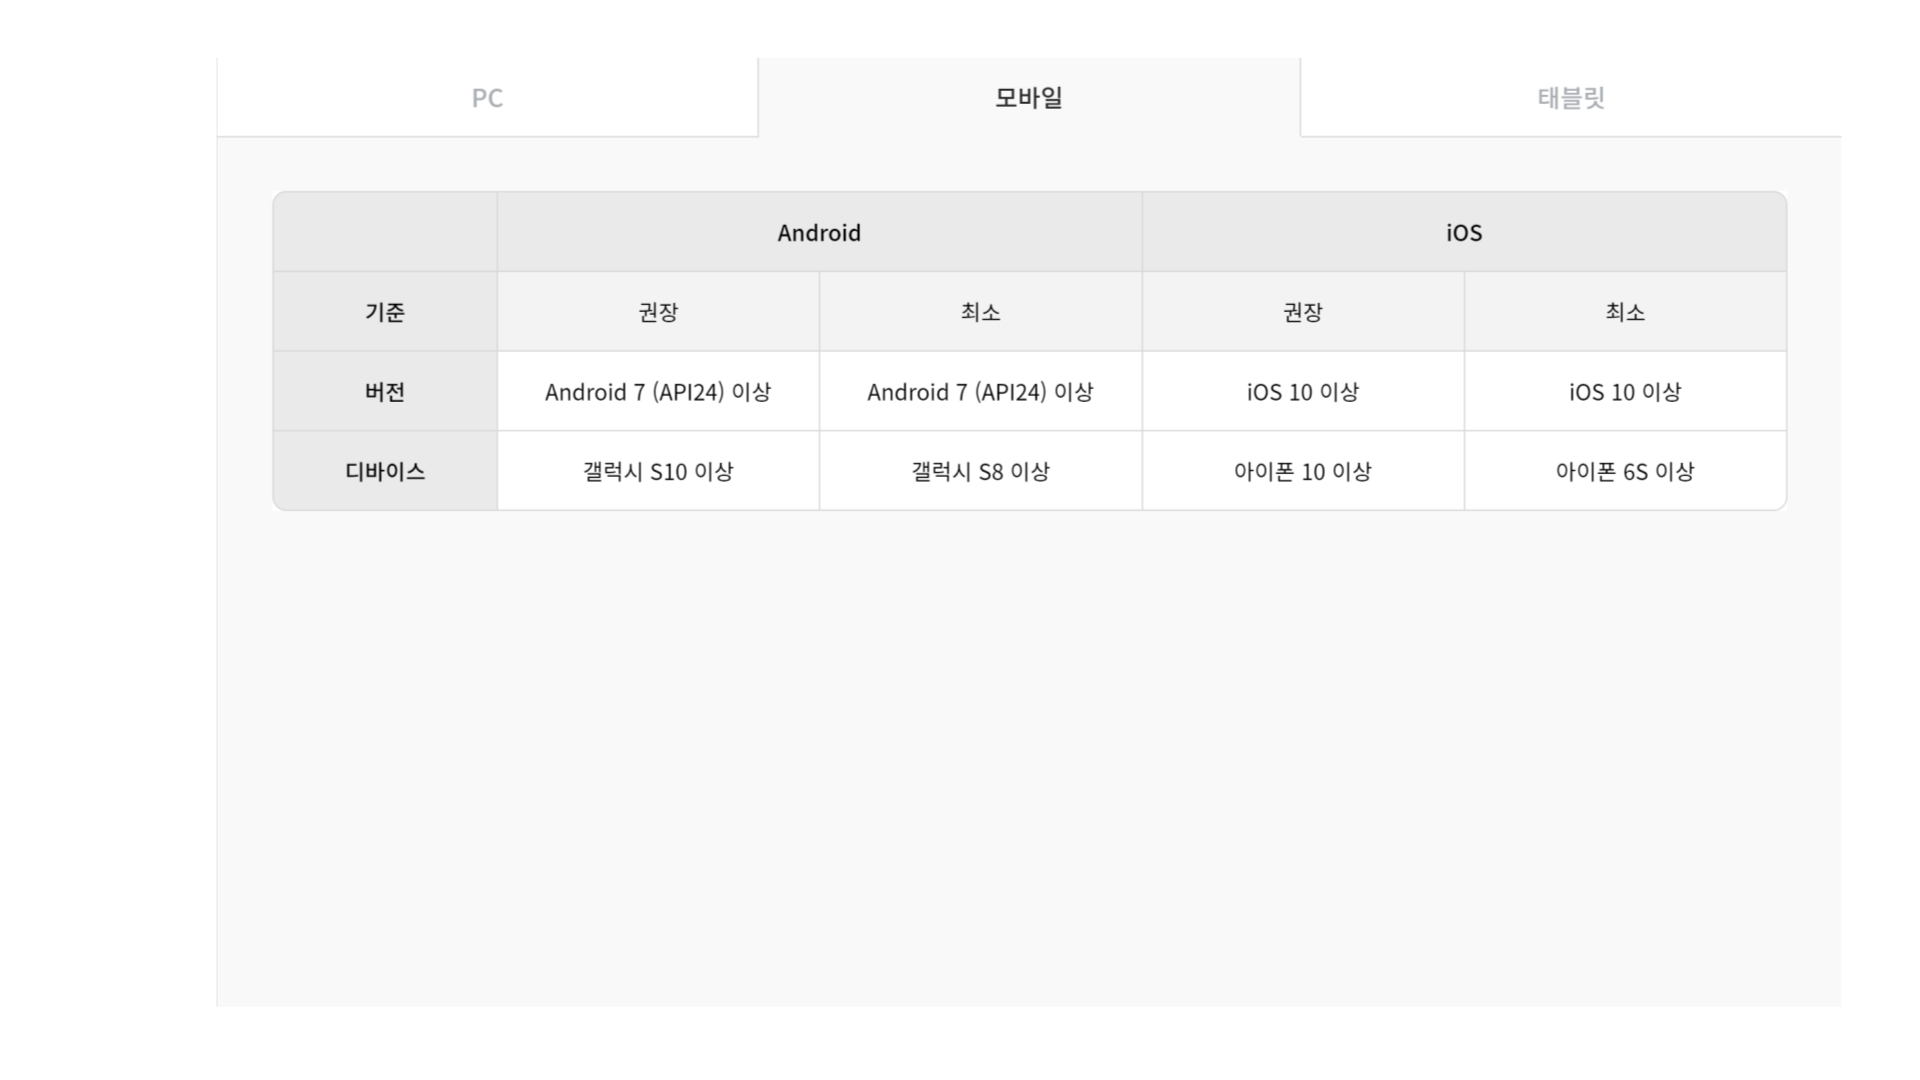 PC 모바일 태블릿
Android iOS
기준 권장 최소 권장 최소
버전 Android 7 (API24) 이상 Android 7 (API24) 이상 iOS 10 이상 iOS 10 이상
디바이스 갤럭시 S10 이상 갤럭시 S8 이상 아이폰 10 이상 아이폰 6S 이상